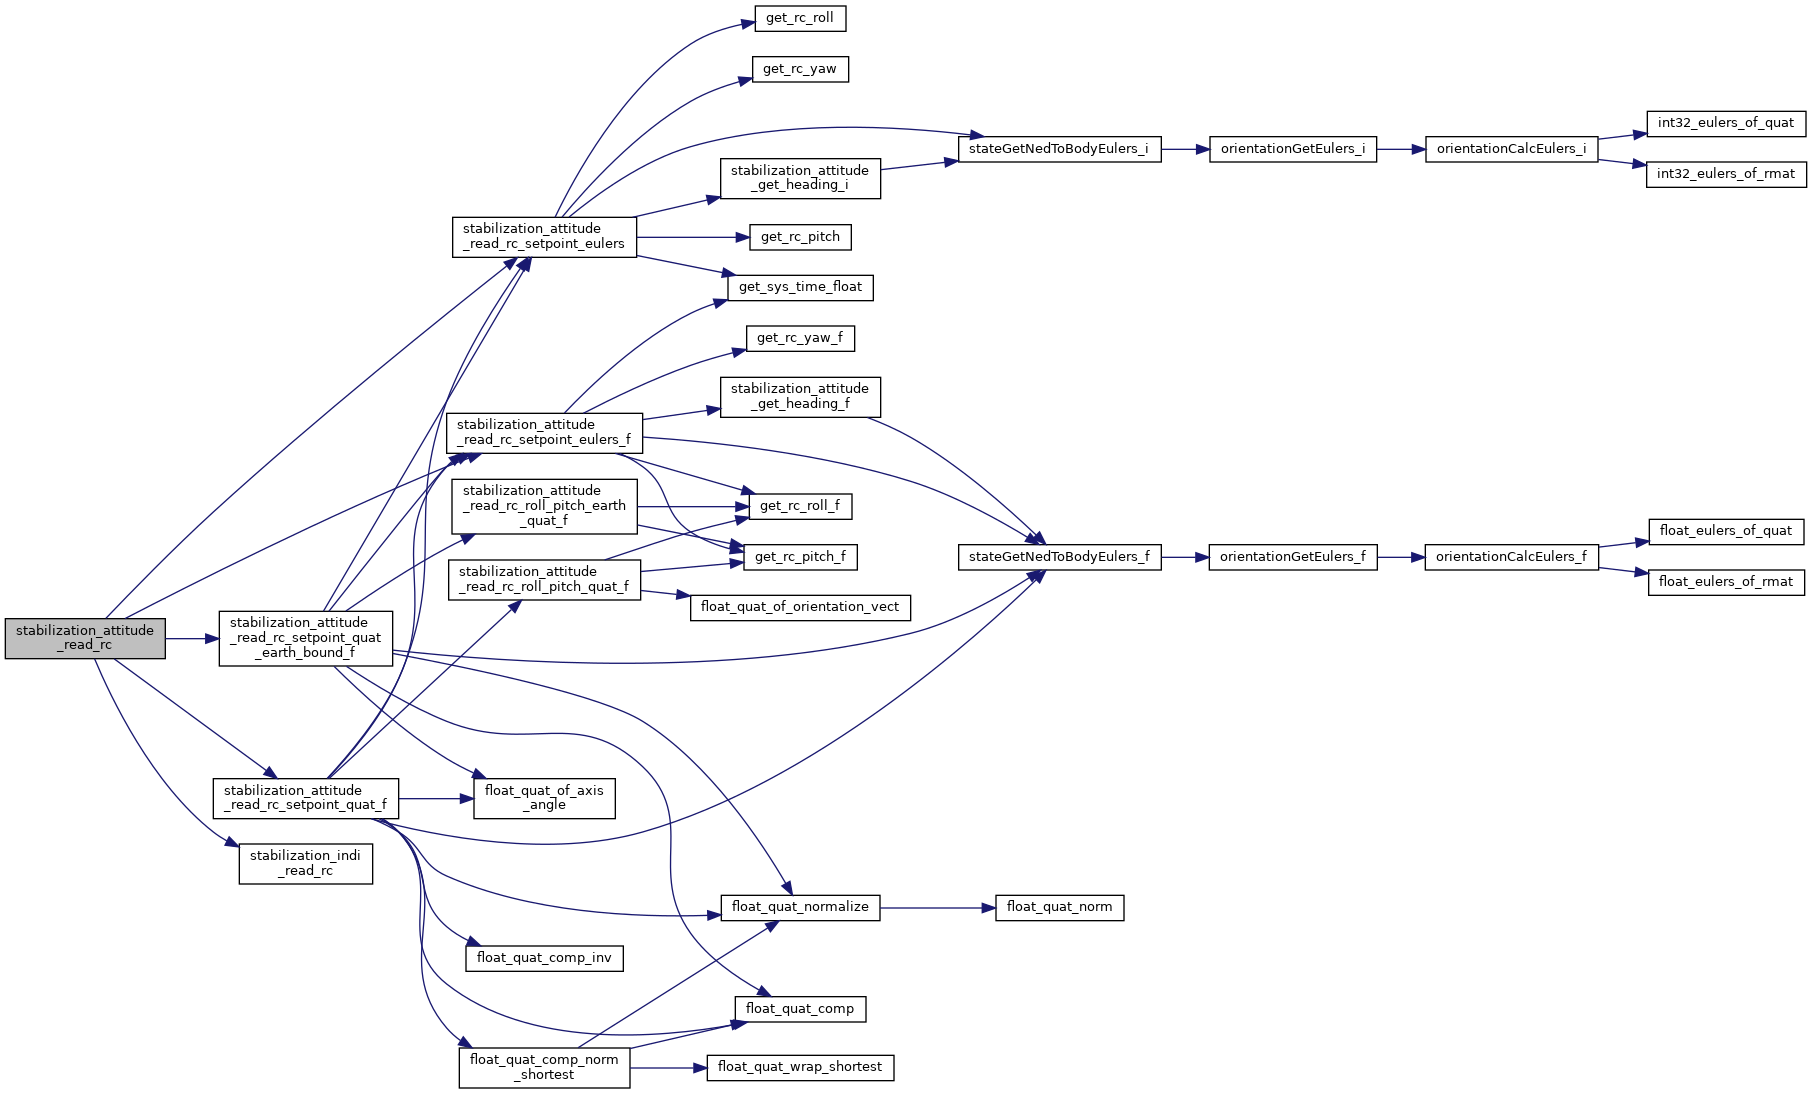 get_rc_roll
get_rc_yaw
int32_eulers_of_quat
stateGetNedToBodyEulers_i
orientationGetEulers_i
orientationCalcEulers_i
int32_eulers_of_rmat
stabilization_attitude
_get_heading_i
stabilization_attitude
_read_rc_setpoint_eulers
get_rc_pitch
get_sys_time_float
get_rc_yaw_f
stabilization_attitude
_get_heading_f
stabilization_attitude
_read_rc_setpoint_eulers_f
stabilization_attitude
_read_rc_roll_pitch_earth
_quat_f
get_rc_roll_f
get_rc_pitch_f
stateGetNedToBodyEulers_f
orientationGetEulers_f
orientationCalcEulers_f
float_eulers_of_quat
float_eulers_of_rmat
stabilization_attitude
_read_rc_roll_pitch_quat_f
float_quat_of_orientation_vect
stabilization_attitude
_read_rc
stabilization_attitude
_read_rc_setpoint_quat
_earth_bound_f
stabilization_attitude
_read_rc_setpoint_quat_f
float_quat_of_axis
_angle
stabilization_indi
_read_rc
float_quat_normalize
float_quat_norm
float_quat_comp_inv
float_quat_comp
float_quat_comp_norm
_shortest
float_quat_wrap_shortest